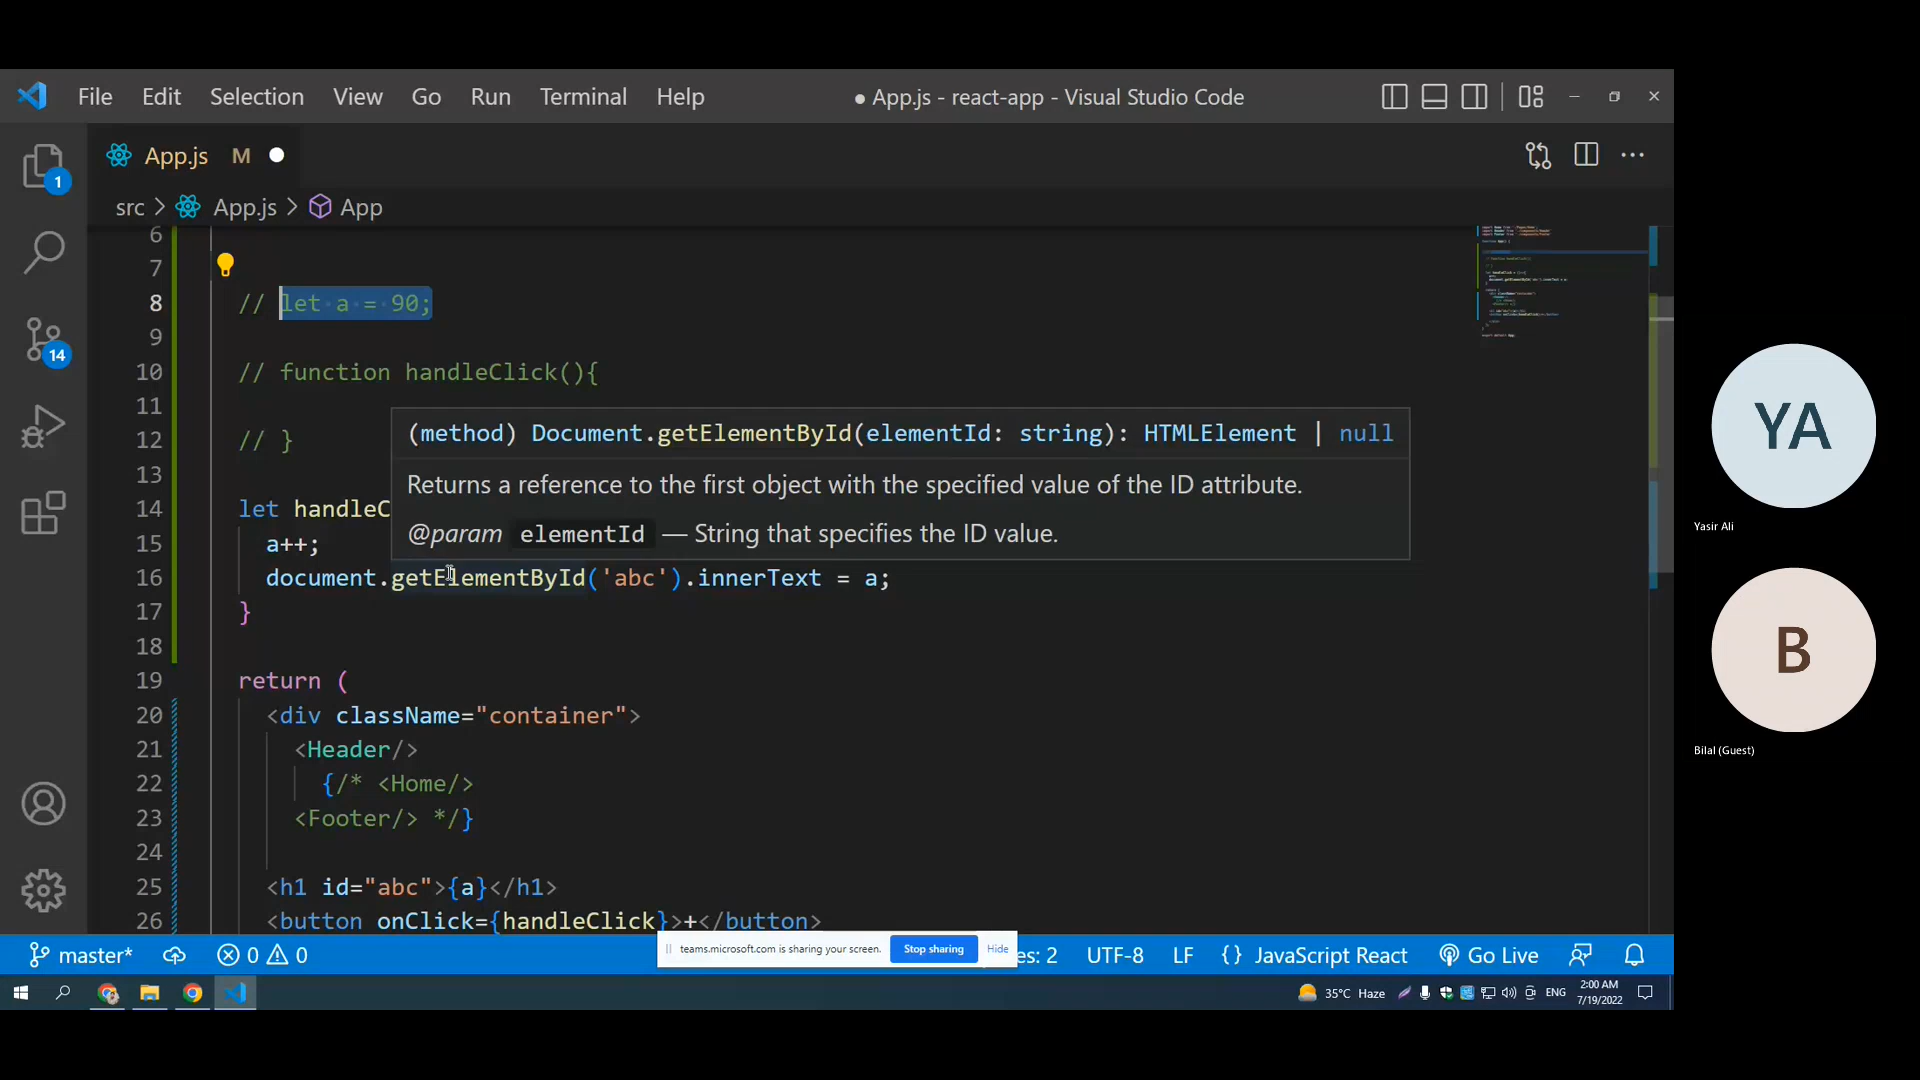 File Edit Selection View Go Run Terminal Help
● App.js - react-app - Visual Studio Code
App.js M
src > App.js > App
1
14
6
7
8 // let a = 90;
9
10 // function handleClick(){
11
12 // }
13
14 let handleC
15 a++;
16 document.getElementById('abc').innerText = a;
17 }
18
19 return (
20 <div className="container">
21 <Header/>
22 {/* <Home/>
23 <Footer/> */}
24
25 <h1 id="abc">{a}</h1>
26 <button onClick={handleClick}>+</button>
(method) Document.getElementById(elementId: string): HTMLElement | null
Returns a reference to the first object with the specified value of the ID attribute.
@param elementId — String that specifies the ID value.
YA
Yasir Ali
B
Bilal (Guest)
master* 0 0
teams.microsoft.com is sharing your screen. Stop sharing Hide
es: 2 UTF-8 LF {} JavaScript React Go Live
35°C Haze ENG
2:00 AM
7/19/2022